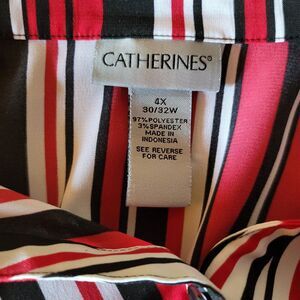 CATHERINES®
4X
30/32W
97% POLYESTER
3% SPANDEX
MADE IN
INDONESIA
SEE REVERSE
FOR CARE